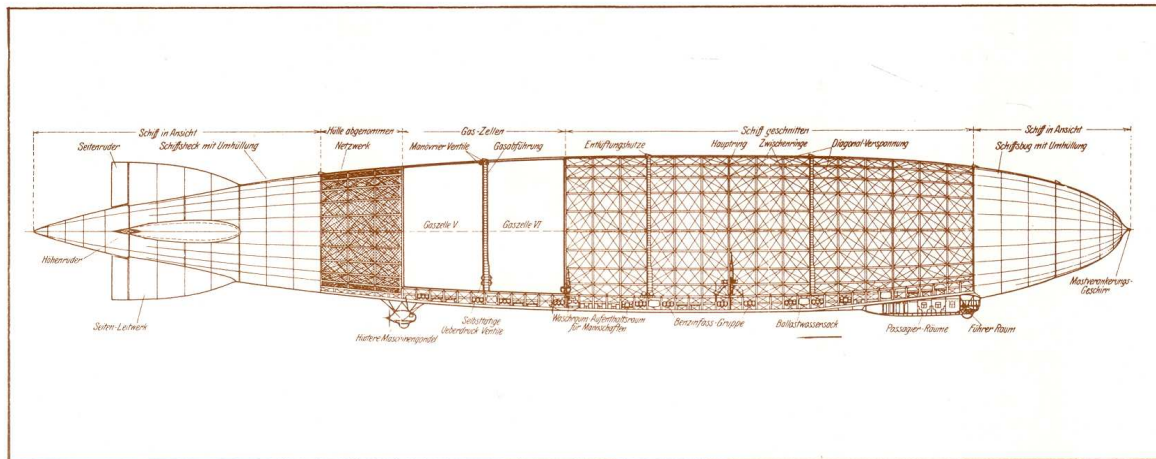 Schiff in Ansicht
Hülle abgenommen
Gas-Zellen
Schiff geschnitten
Schiff in Ansicht
Seitenruder
Schiffsheck mit Umhüllung
Netzwerk
Manövrier Ventile
Gasabführung
Entlüftungshutze
Hauptring
Zwischenringe
Diagonal-Verspannung
Schiffsbug mit Umhüllung
Gaszelle V
Gaszelle VI
Höhenruder
Mastverankerungs-
Geschirr
Seiten-Leitwerk
Hintere Maschinengondel
Selbsttätige
Ueberdruck Ventile
Waschraum-Aufenthaltsraum
für Mannschaften
Benzinfass-Gruppe
Ballastwassersack
Passagier-Räume
Führer Raum